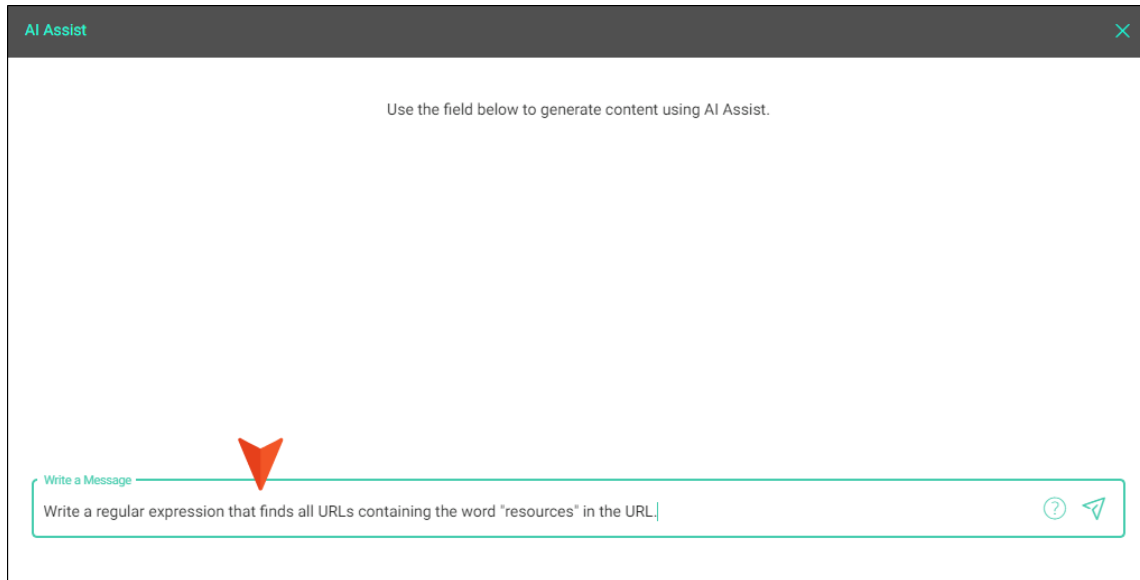 AI Assist
Use the field below to generate content using AI Assist.
Write a Message
Write a regular expression that finds all URLs containing the word "resources" in the URL.
?